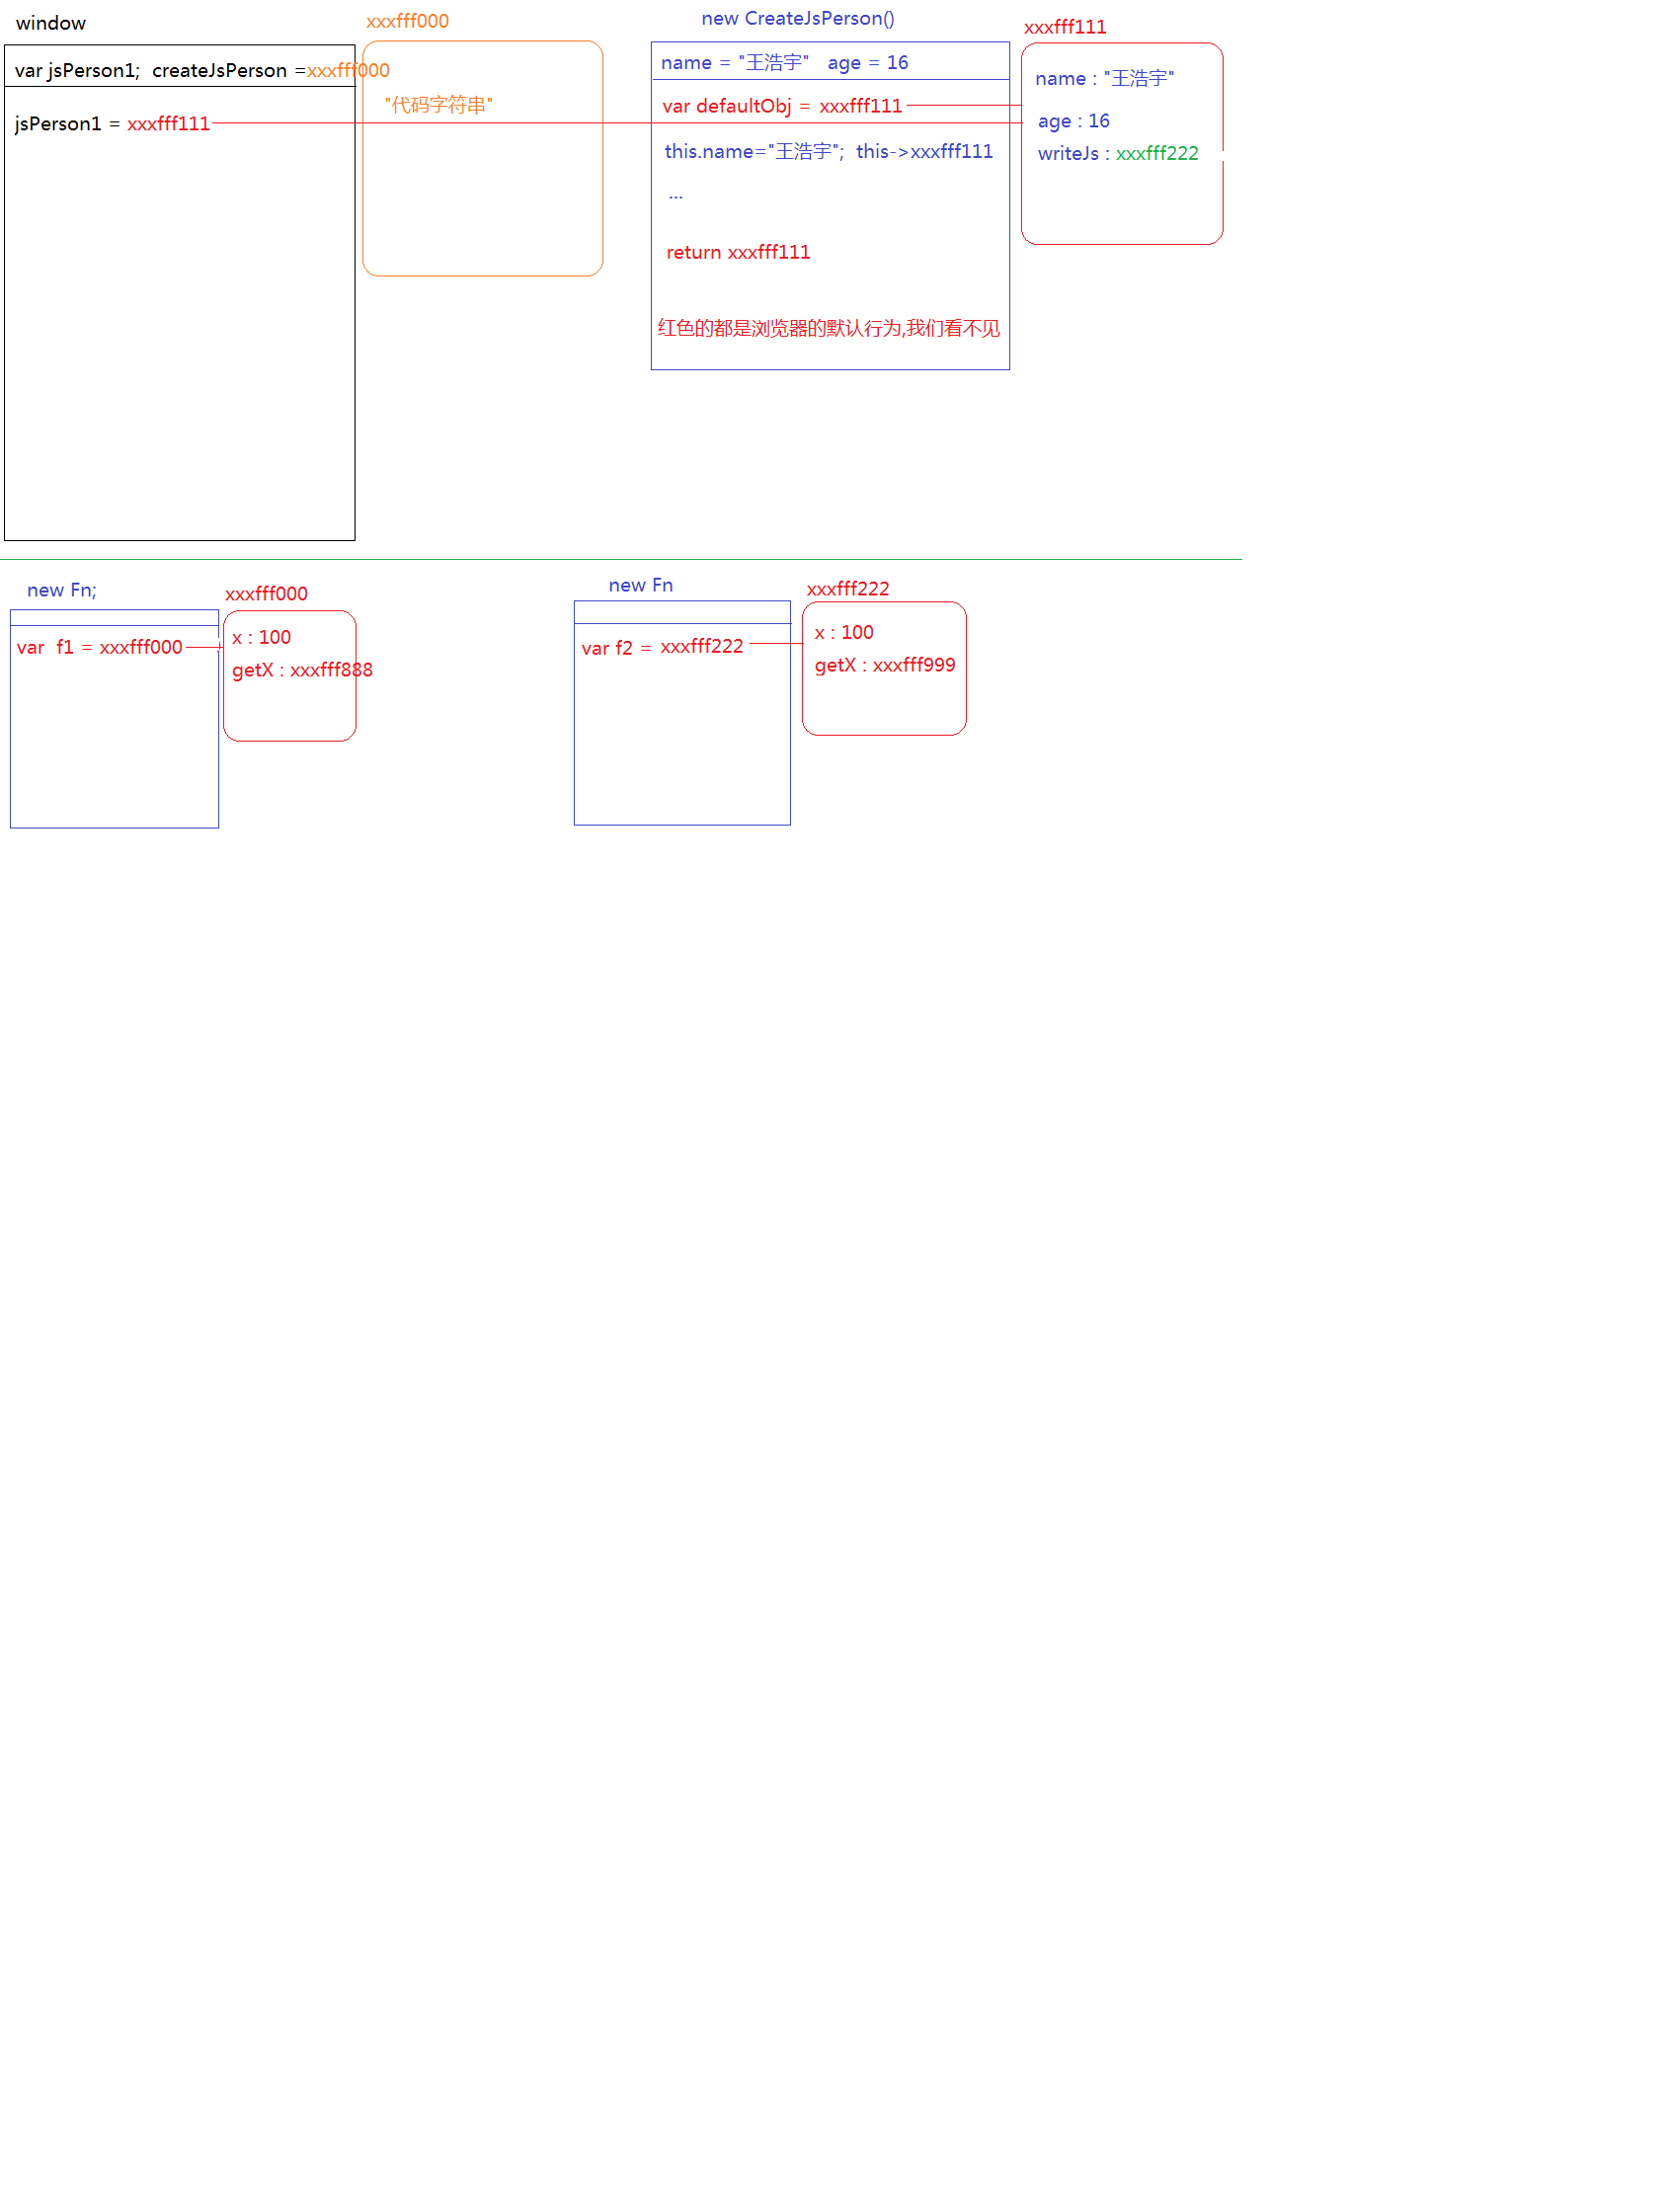 window
var jsPerson1;  createJsPerson =xxxfff000
jsPerson1 = xxxfff111
xxxfff000
"代码字符串"
new CreateJsPerson()
name = "王浩宇"   age = 16
var defaultObj =  xxxfff111
this.name="王浩宇";  this->xxxfff111
...
return xxxfff111
红色的都是浏览器的默认行为,我们看不见
xxxfff111
name : "王浩宇"
age : 16
writeJs : xxxfff222
new Fn;
var  f1 = xxxfff000
xxxfff000
x : 100
getX : xxxfff888
new Fn
var f2 =  xxxfff222
xxxfff222
x : 100
getX : xxxfff999